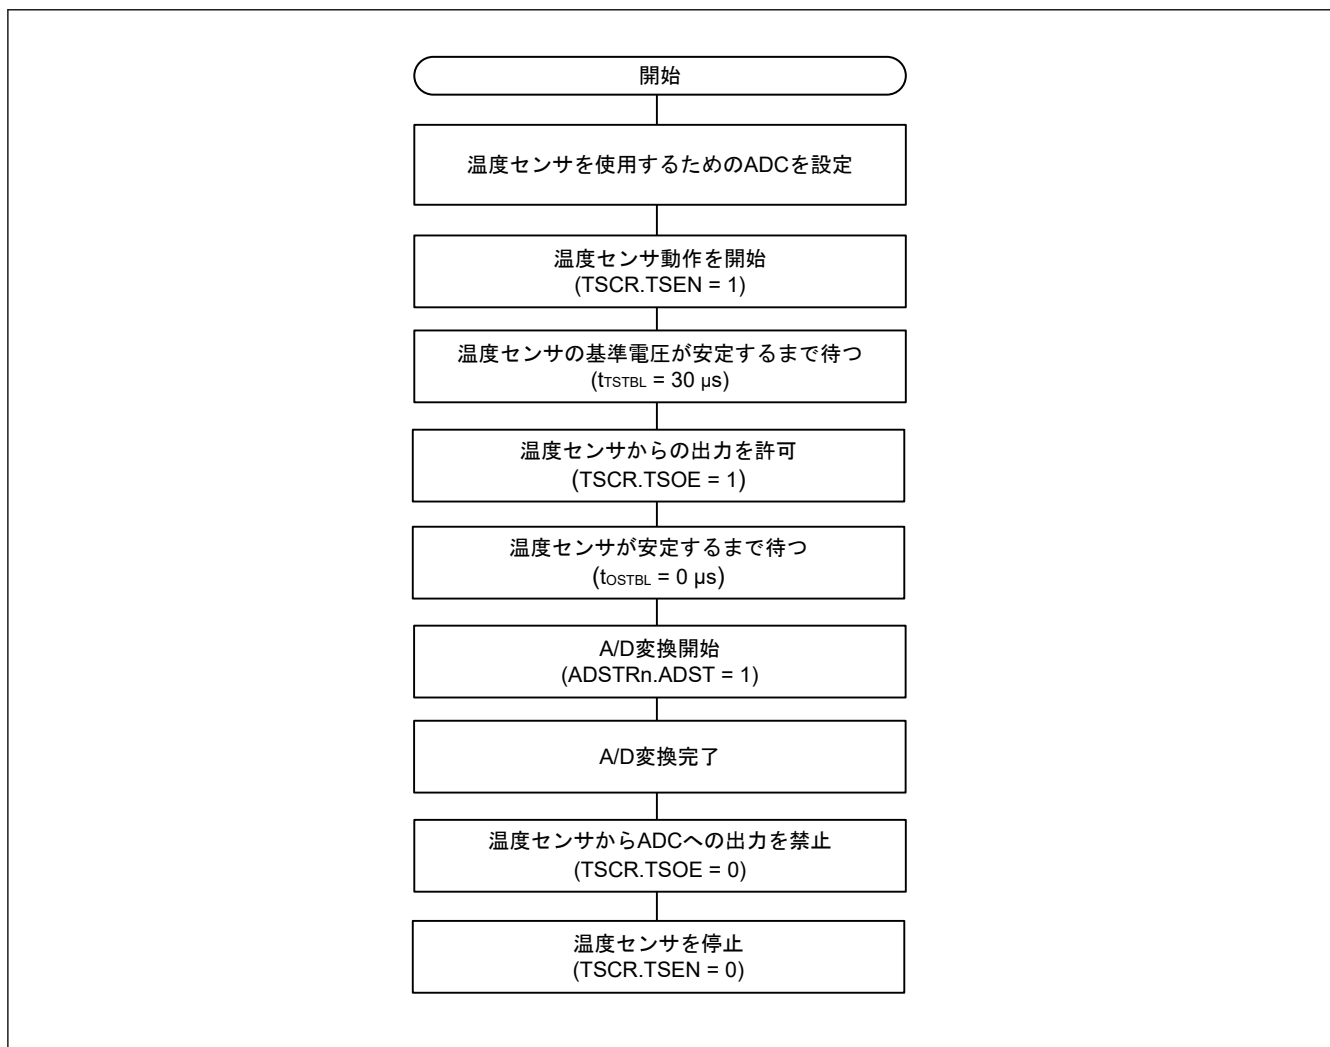 開始
温度センサを使用するためのADCを設定
温度センサ動作を開始
(TSCR.TSEN = 1)
温度センサの基準電圧が安定するまで待つ
(tTSTBL = 30 µs)
温度センサからの出力を許可
(TSCR.TSOE = 1)
温度センサが安定するまで待つ
(tOSTBL = 0 µs)
A/D変換開始
(ADSTRn.ADST = 1)
A/D変換完了
温度センサからADCへの出力を禁止
(TSCR.TSOE = 0)
温度センサを停止
(TSCR.TSEN = 0)